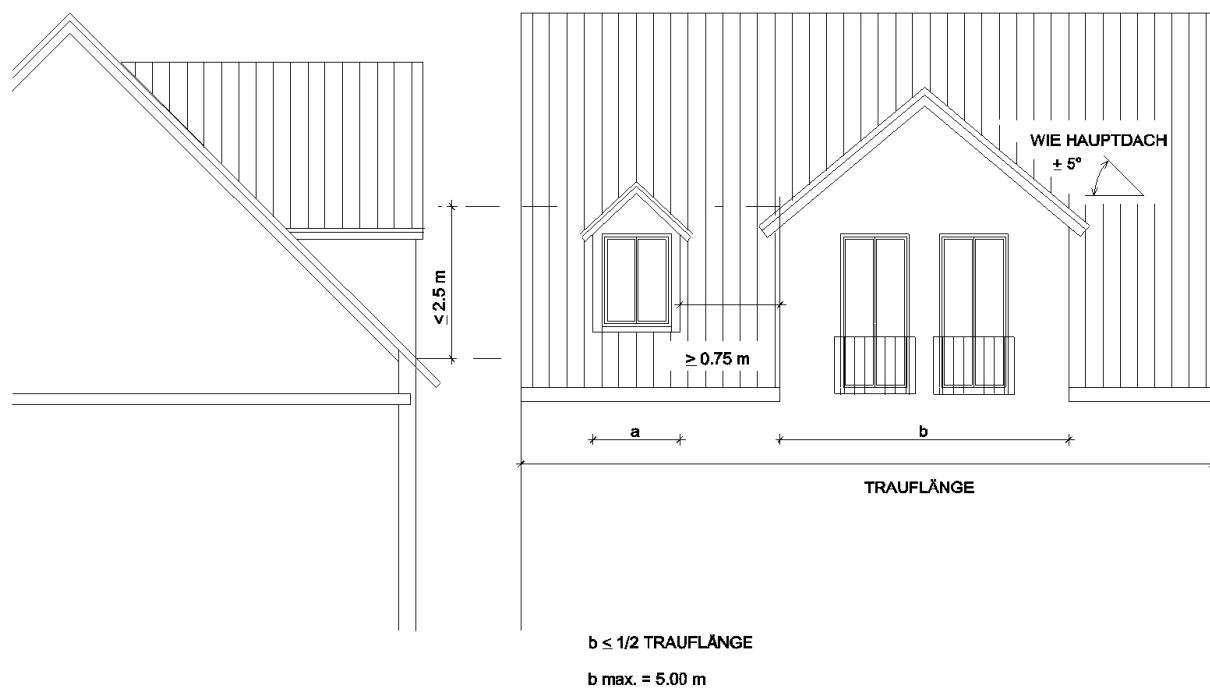 WIE HAUPTDACH
± 5°
≤ 2.5 m
≥ 0.75 m
a
b
TRAUFLÄNGE
b ≤ 1/2 TRAUFLÄNGE
b max. = 5.00 m